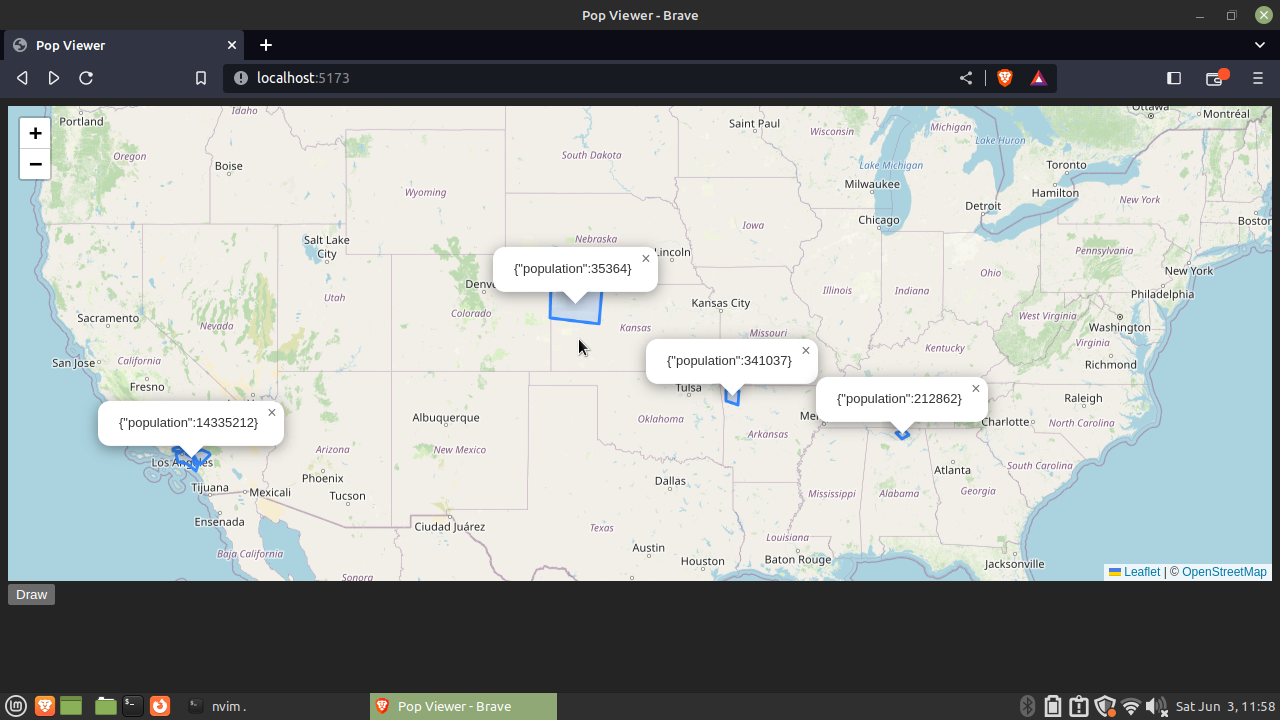 Pop Viewer - Brave
Pop Viewer
localhost:5173
+
−
Portland
Idaho
Oregon
Boise
Wyoming
South Dakota
Saint Paul
Wisconsin
Michigan
Lake Huron
Ottawa
Montréal
Lake Michigan
Toronto
Milwaukee
Hamilton
New York
Detroit
Chicago
Boston
Iowa
Salt Lake
City
Nebraska
Lincoln
Pennsylvania
New York
Ohio
{"population":35364}
×
Utah
Colorado
Kansas City
Illinois
Indiana
Philadelphia
Sacramento
Nevada
Kansas
Missouri
West Virginia
Washington
Virginia
San Jose
California
Kentucky
Richmond
Fresno
{"population":341037}
×
Tulsa
Raleigh
{"population":212862}
×
{"population":14335212}
×
Albuquerque
Oklahoma
Arkansas
Charlotte
North Carolina
Arizona
New Mexico
Los Angeles
South Carolina
Atlanta
Phoenix
Dallas
Tijuana
Mexicali
Tucson
Mississippi
Alabama
Georgia
Ensenada
Ciudad Juárez
Texas
Louisiana
Baja California
Austin
Houston
Baton Rouge
Jacksonville
Sonora
Leaflet | © OpenStreetMap
Draw
nvim .
Pop Viewer - Brave
Sat Jun 3, 11:58